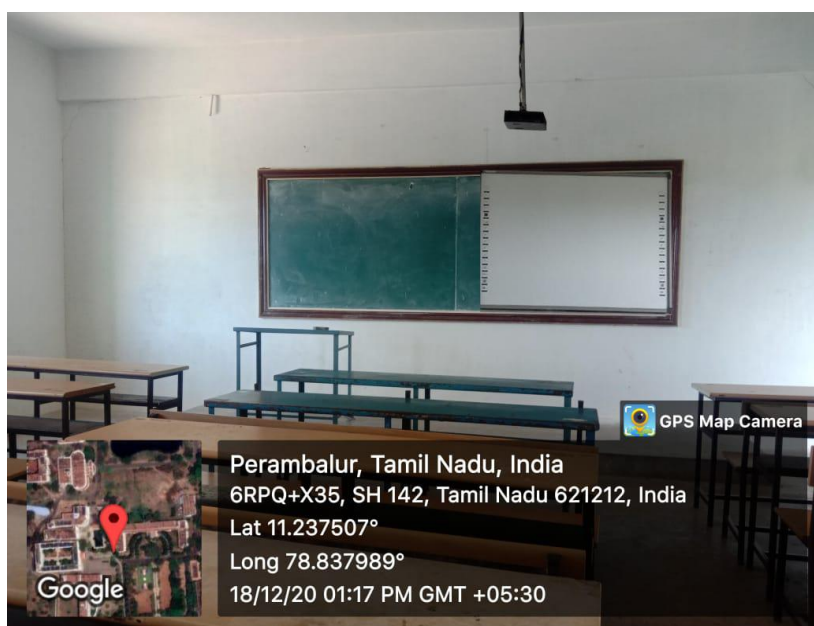 GPS Map Camera
Perambalur, Tamil Nadu, India
6RPQ+X35, SH 142, Tamil Nadu 621212, India
Lat 11.237507°
Long 78.837989°
18/12/20 01:17 PM GMT +05:30
Google